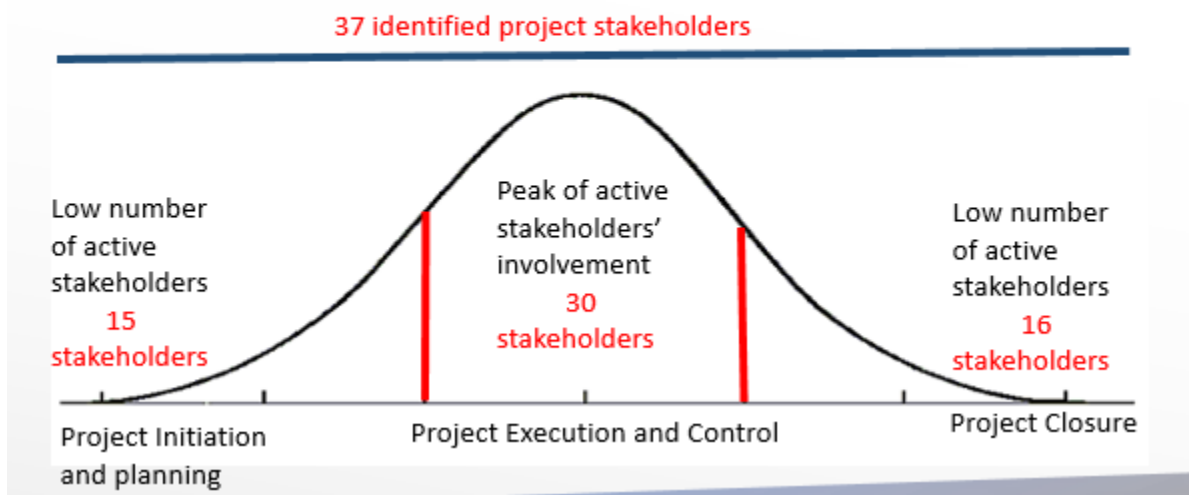 37 identified project stakeholders
Low number
of active
stakeholders
15
stakeholders
Peak of active
stakeholders’
involvement
30
stakeholders
Low number
of active
stakeholders
16
stakeholders
Project Initiation
and planning
Project Execution and Control
Project Closure